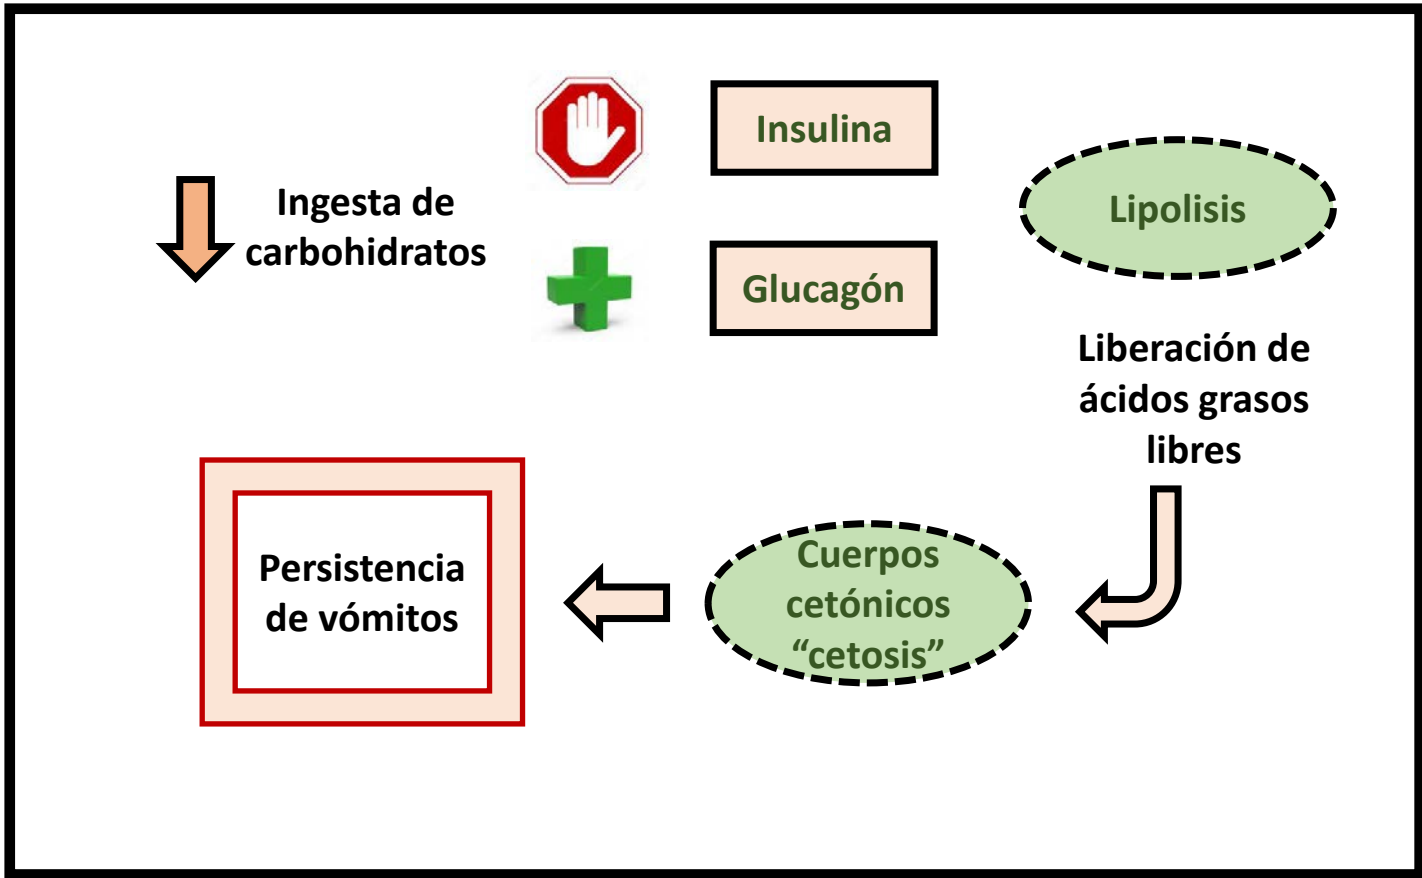 Ingesta de
carbohidratos
Insulina
Glucagón
Lipolisis
Liberación de
ácidos grasos
libres
Cuerpos
cetónicos
“cetosis”
Persistencia
de vómitos